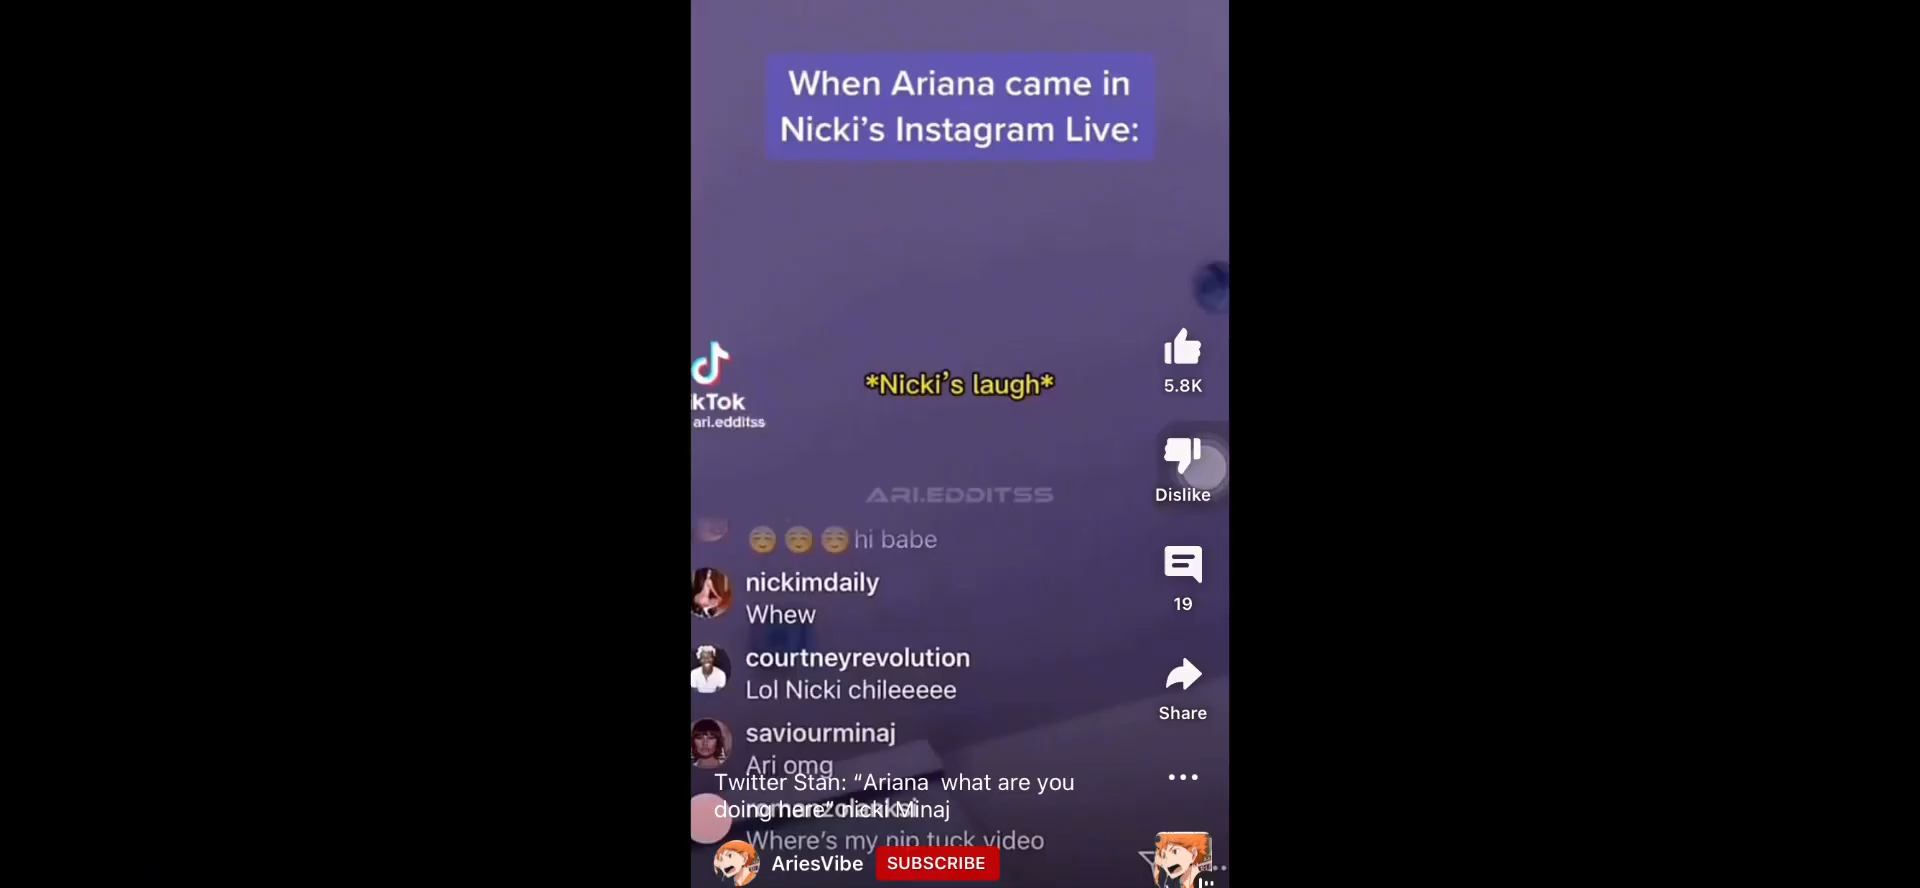 When Ariana came in
Nicki's Instagram Live:
5.8K
kTok
*Nicki's laugh*
ari.edditss
ARI.EDDITSS
Dislike
hi babe
nickimdaily
Whew
19
courtneyrevolution
Lol Nicki chileeeee
Share
saviourminaj
Ari omg
Twitter Stan: “Ariana what are you
doing here” nicki Minaj
Where's my nip tuck video
AriesVibe
SUBSCRIBE